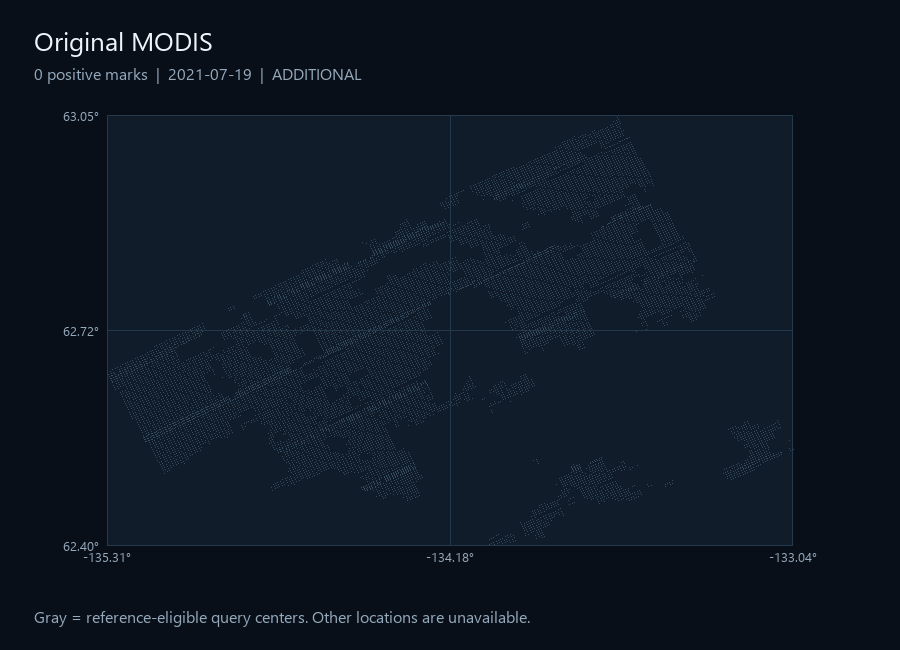 Original MODIS
0 positive marks | 2021-07-19 | ADDITIONAL
63.05°
62.72°
62.40°
-135.31°
-134.18°
-133.04°
Gray = reference-eligible query centers. Other locations are unavailable.